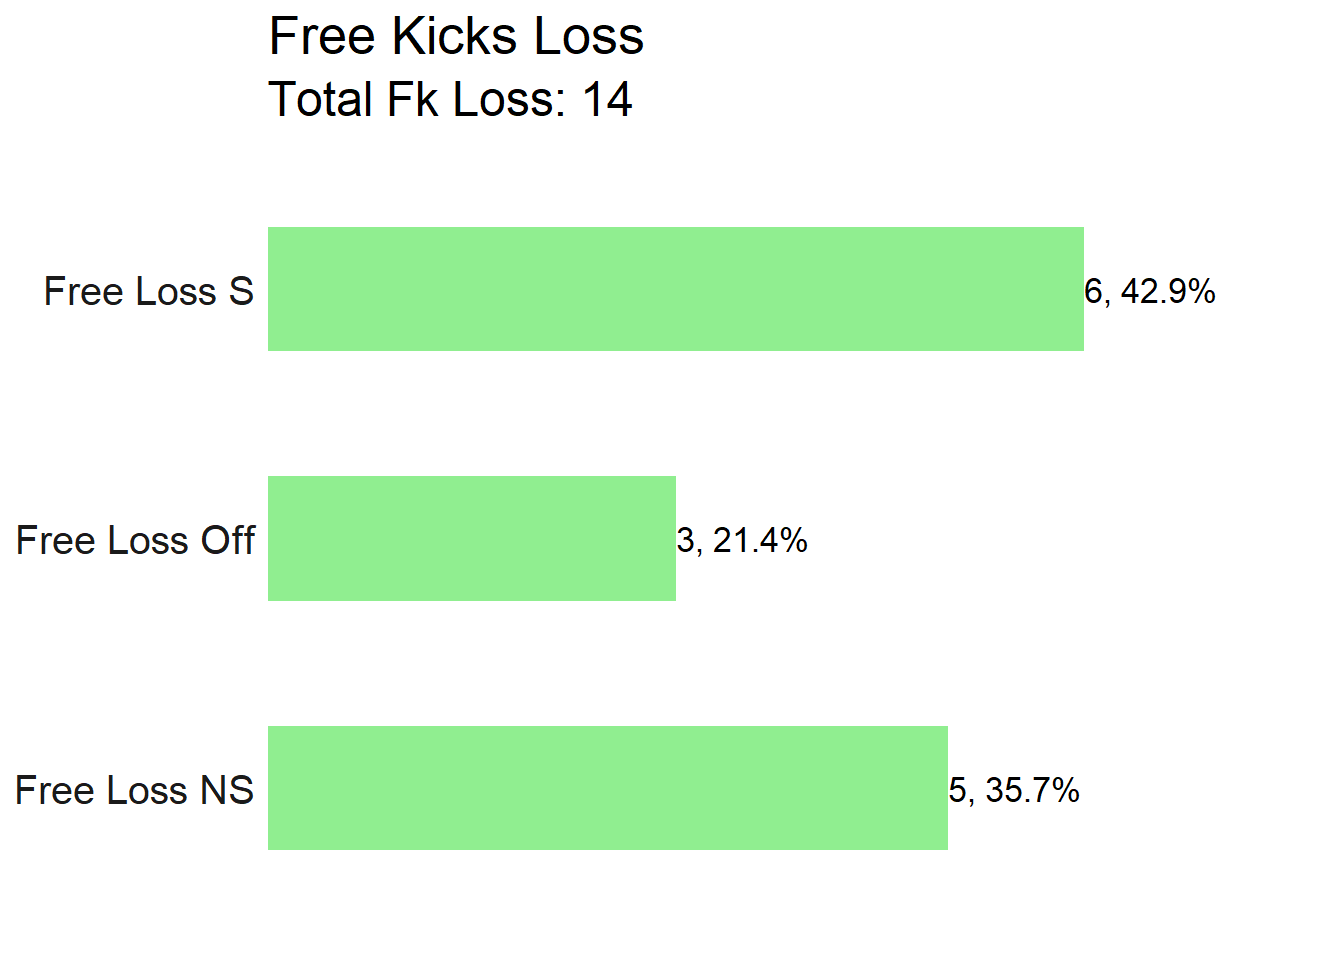 Free Kicks Loss
Total Fk Loss: 14
Free Loss S
6, 42.9%
Free Loss Off
3, 21.4%
Free Loss NS
5, 35.7%